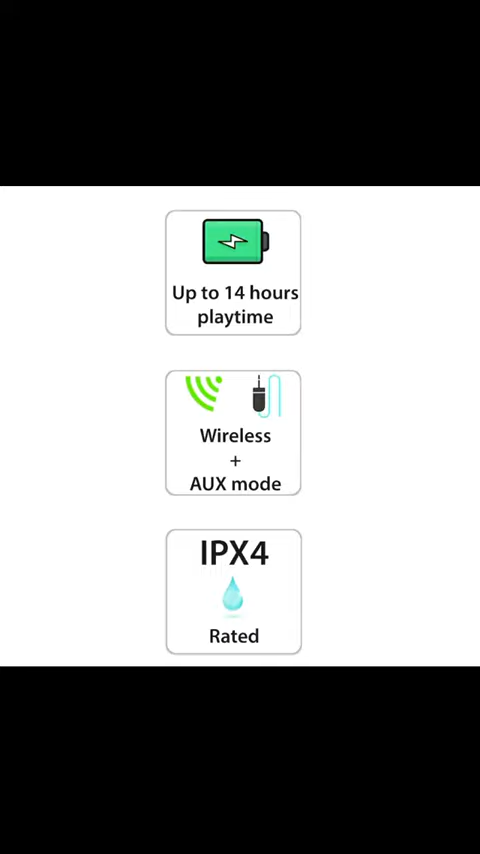 Up to 14 hours
playtime
Wireless
+
AUX mode
IPX4
Rated